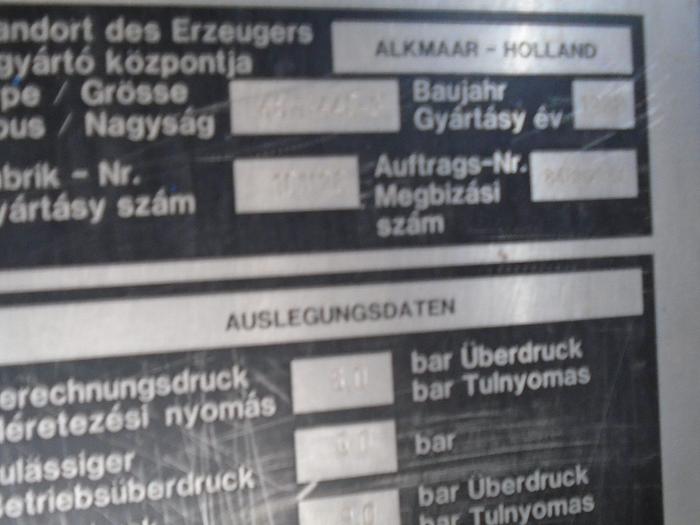 andort des Erzeugers ALKMAAR - HOLLAND
gyártó központja
pe / Grösse Baujahr
pus / Nagyság Gyártásy év
brik - Nr. Auftrags-Nr.
yártásy szám Megbizási
szám
AUSLEGUNGSDATEN
erechnungsdruck bar Überdruck
éretezési nyomás bar Tulnyomas
ulässiger bar
etriebsüberdruck bar Überdruck
bar Tulnyomas